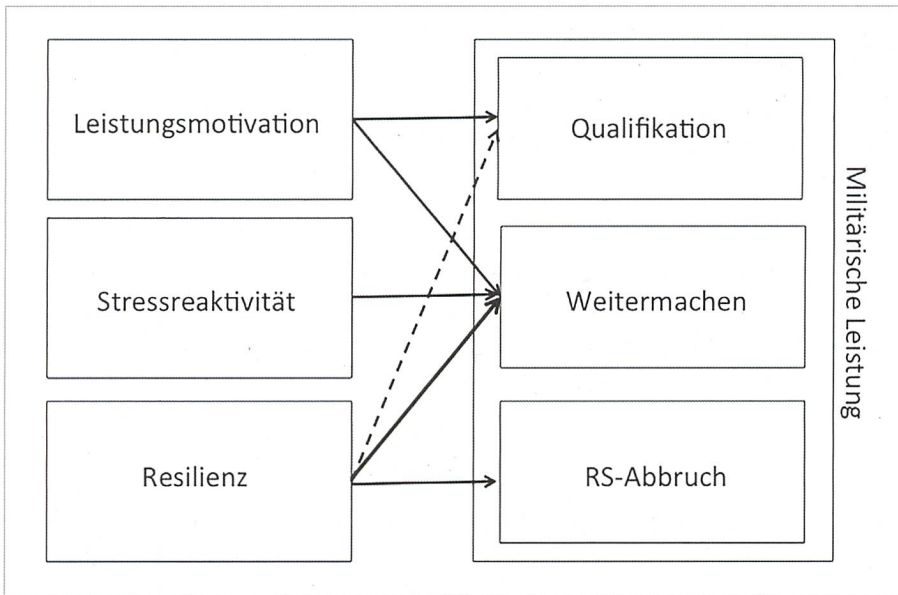 Leistungsmotivation
Stressreaktivität
Resilienz
Qualifikation
Weitermachen
RS-Abbruch
Militärische Leistung